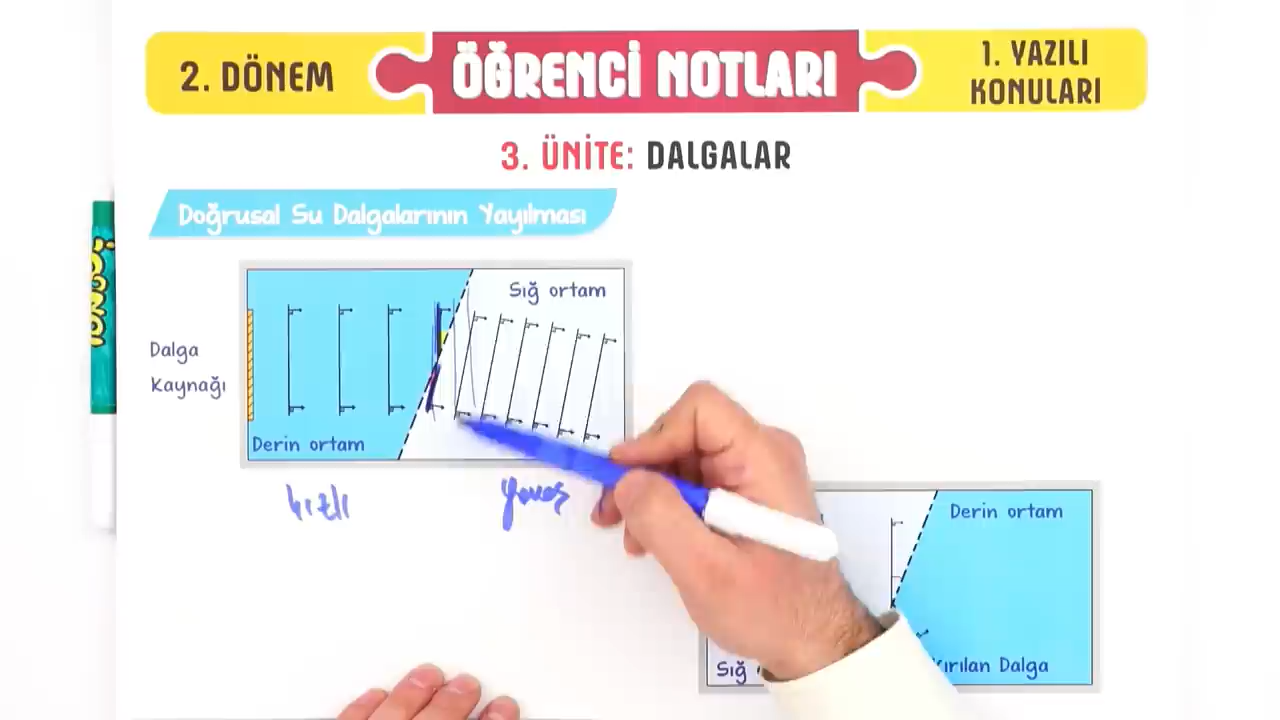 2. DÖNEM
ÖĞRENCİ NOTLARI
1. YAZILI
KONULARI
3. ÜNİTE: DALGALAR
Doğrusal Su Dalgalarının Yayılması
Sığ ortam
Dalga
Kaynağı
Derin ortam
hızlı
yavaş
Derin ortam
Sığ
Kırılan Dalga